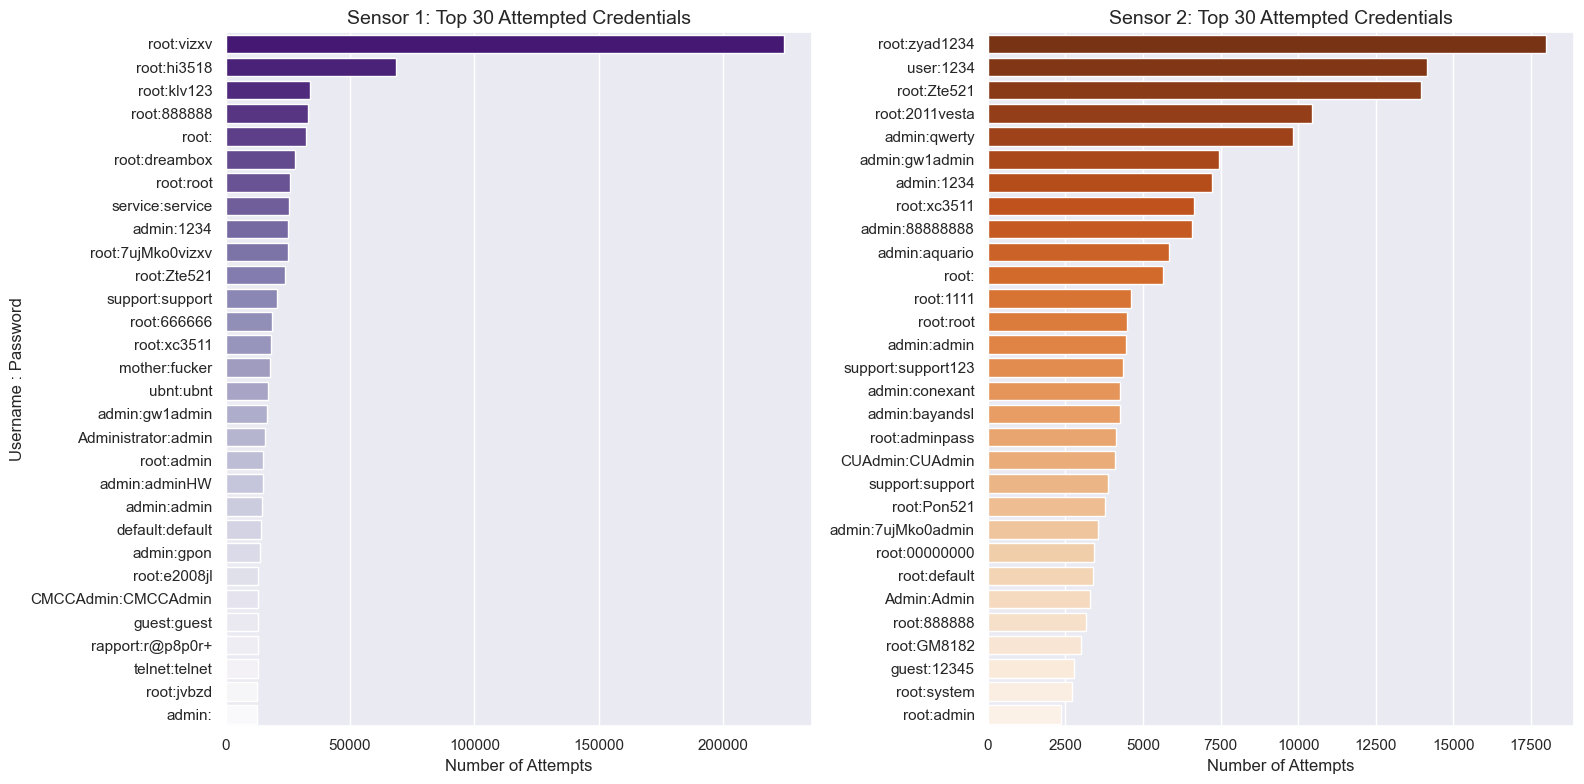 Sensor 1: Top 30 Attempted Credentials
Username : Password
root:vizxv
root:hi3518
root:klv123
root:888888
root:
root:dreambox
root:root
service:service
admin:1234
root:7ujMko0vizxv
root:Zte521
support:support
root:666666
root:xc3511
mother:fucker
ubnt:ubnt
admin:gw1admin
Administrator:admin
root:admin
admin:adminHW
admin:admin
default:default
admin:gpon
root:e2008jl
CMCCAdmin:CMCCAdmin
guest:guest
rapport:r@p8p0r+
telnet:telnet
root:jvbzd
admin:
0 50000 100000 150000 200000
Number of Attempts
Sensor 2: Top 30 Attempted Credentials
root:zyad1234
user:1234
root:Zte521
root:2011vesta
admin:qwerty
admin:gw1admin
admin:1234
root:xc3511
admin:88888888
admin:aquario
root:
root:1111
root:root
admin:admin
support:support123
admin:conexant
admin:bayandsl
root:adminpass
CUAdmin:CUAdmin
support:support
root:Pon521
admin:7ujMko0admin
root:00000000
root:default
Admin:Admin
root:888888
root:GM8182
guest:12345
root:system
root:admin
0 2500 5000 7500 10000 12500 15000 17500
Number of Attempts